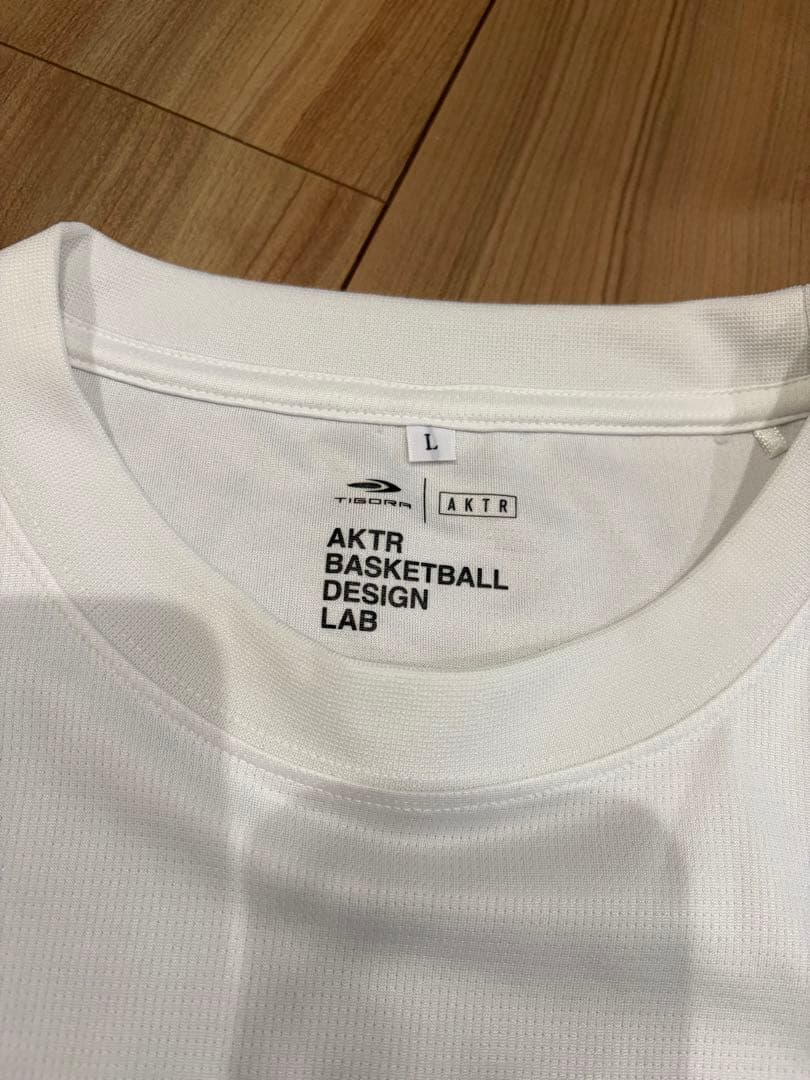 L
TIGORA AKTR
AKTR
BASKETBALL
DESIGN
LAB